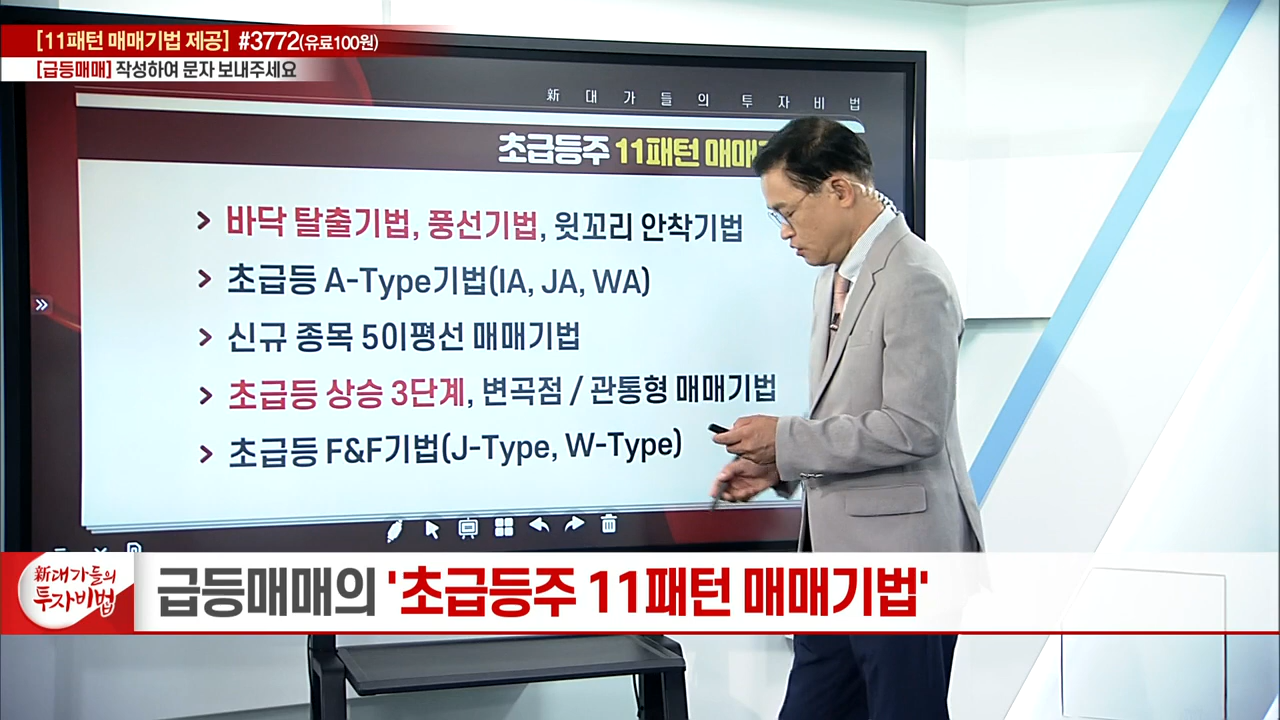 [11패턴 매매기법 제공] #3772(유료100원)
[급등매매] 작성하여 문자 보내주세요
新 대 가 들 의 투 자 비 법
초급등주 11패턴 매매
바닥 탈출기법, 풍선기법, 윗꼬리 안착기법
초급등 A-Type기법(IA, JA, WA)
신규 종목 5이평선 매매기법
초급등 상승 3단계, 변곡점 / 관통형 매매기법
초급등 F&F기법(J-Type, W-Type)
新대가들의
투자비법
급등매매의 '초급등주 11패턴 매매기법'